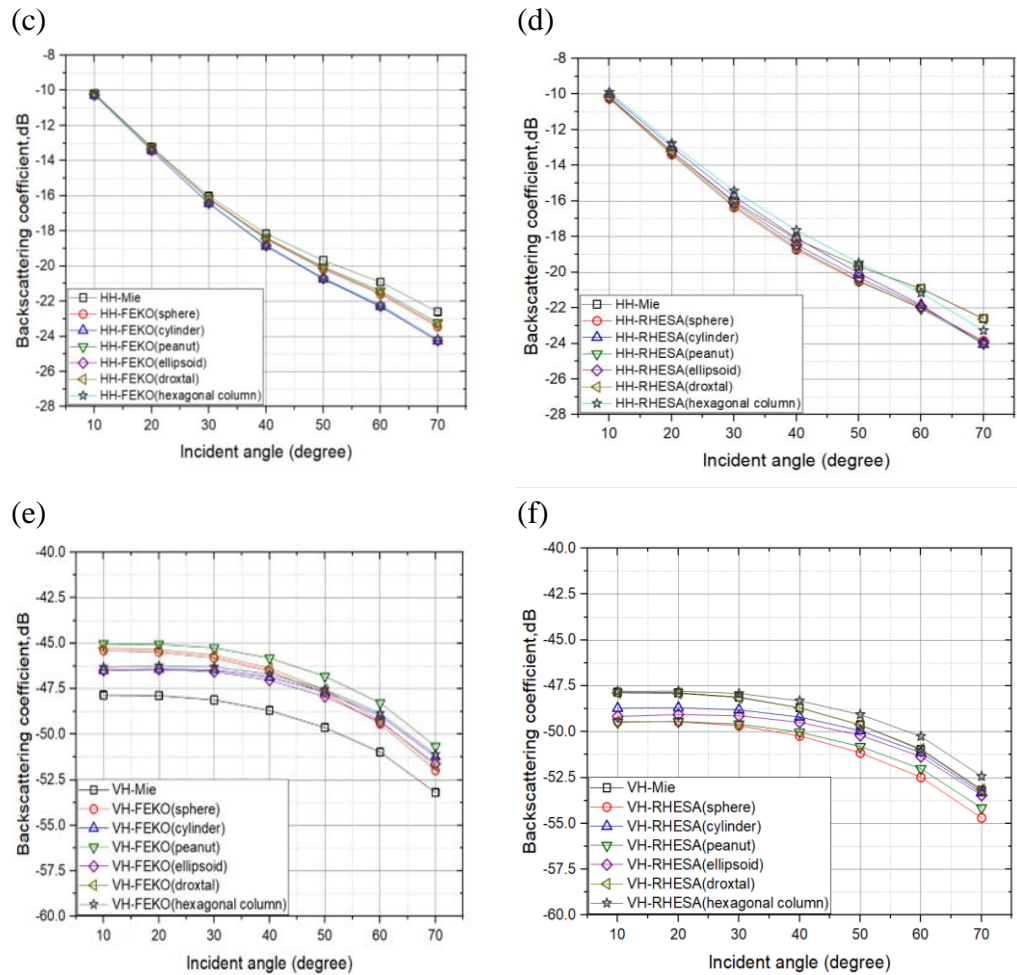 (c)
-8
-10
-12
-14
-16
-18
-20
-22
-24
-26
-28
Backscattering coefficient,dB
HH-Mie
HH-FEKO(sphere)
HH-FEKO(cylinder)
HH-FEKO(peanut)
HH-FEKO(ellipsoid)
HH-FEKO(droxtal)
HH-FEKO(hexagonal column)
10 20 30 40 50 60 70
Incident angle (degree)
(d)
-8
-10
-12
-14
-16
-18
-20
-22
-24
-26
-28
Backscattering coefficient,dB
HH-Mie
HH-RHESA(sphere)
HH-RHESA(cylinder)
HH-RHESA(peanut)
HH-RHESA(ellipsoid)
HH-RHESA(droxtal)
HH-RHESA(hexagonal column)
10 20 30 40 50 60 70
Incident angle (degree)
(e)
-40.0
-42.5
-45.0
-47.5
-50.0
-52.5
-55.0
-57.5
-60.0
Backscattering coefficient,dB
VH-Mie
VH-FEKO(sphere)
VH-FEKO(cylinder)
VH-FEKO(peanut)
VH-FEKO(ellipsoid)
VH-FEKO(droxtal)
VH-FEKO(hexagonal column)
10 20 30 40 50 60 70
Incident angle (degree)
(f)
-40.0
-42.5
-45.0
-47.5
-50.0
-52.5
-55.0
-57.5
-60.0
Backscattering coefficient,dB
VH-Mie
VH-RHESA(sphere)
VH-RHESA(cylinder)
VH-RHESA(peanut)
VH-RHESA(ellipsoid)
VH-RHESA(droxtal)
VH-RHESA(hexagonal column)
10 20 30 40 50 60 70
Incident angle (degree)